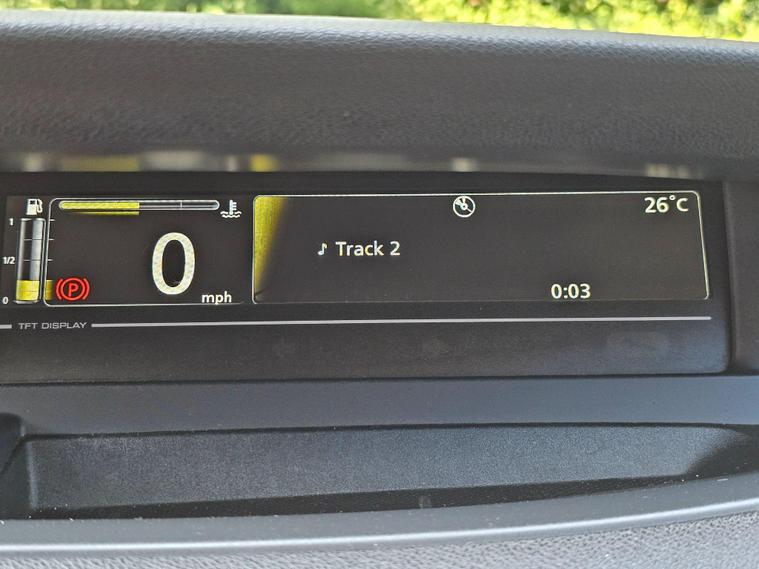 26°C
1
Track 2
1/2
0
P
0:03
0
mph
TFT DISPLAY